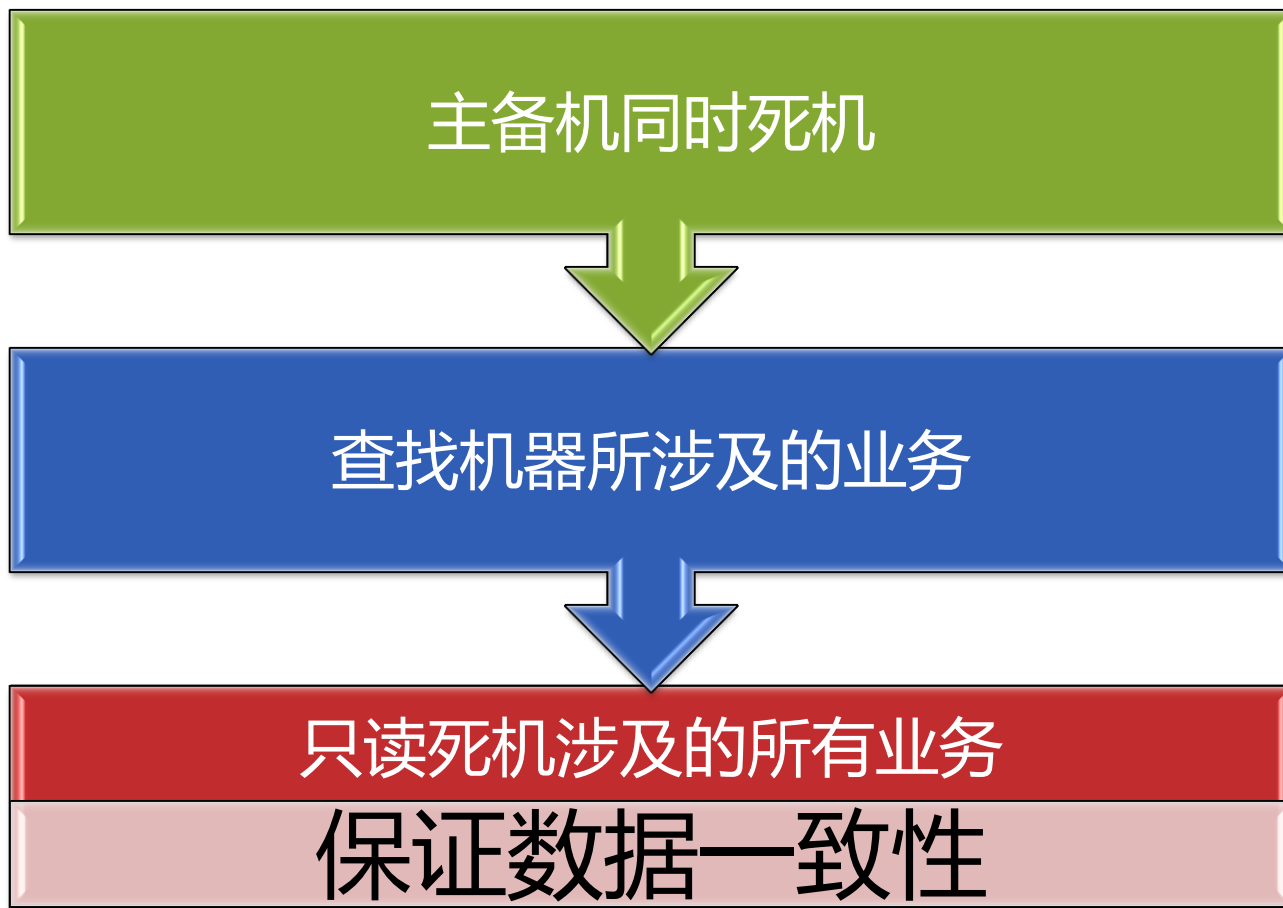 主备机同时死机
查找机器所涉及的业务
只读死机涉及的所有业务
保证数据一致性